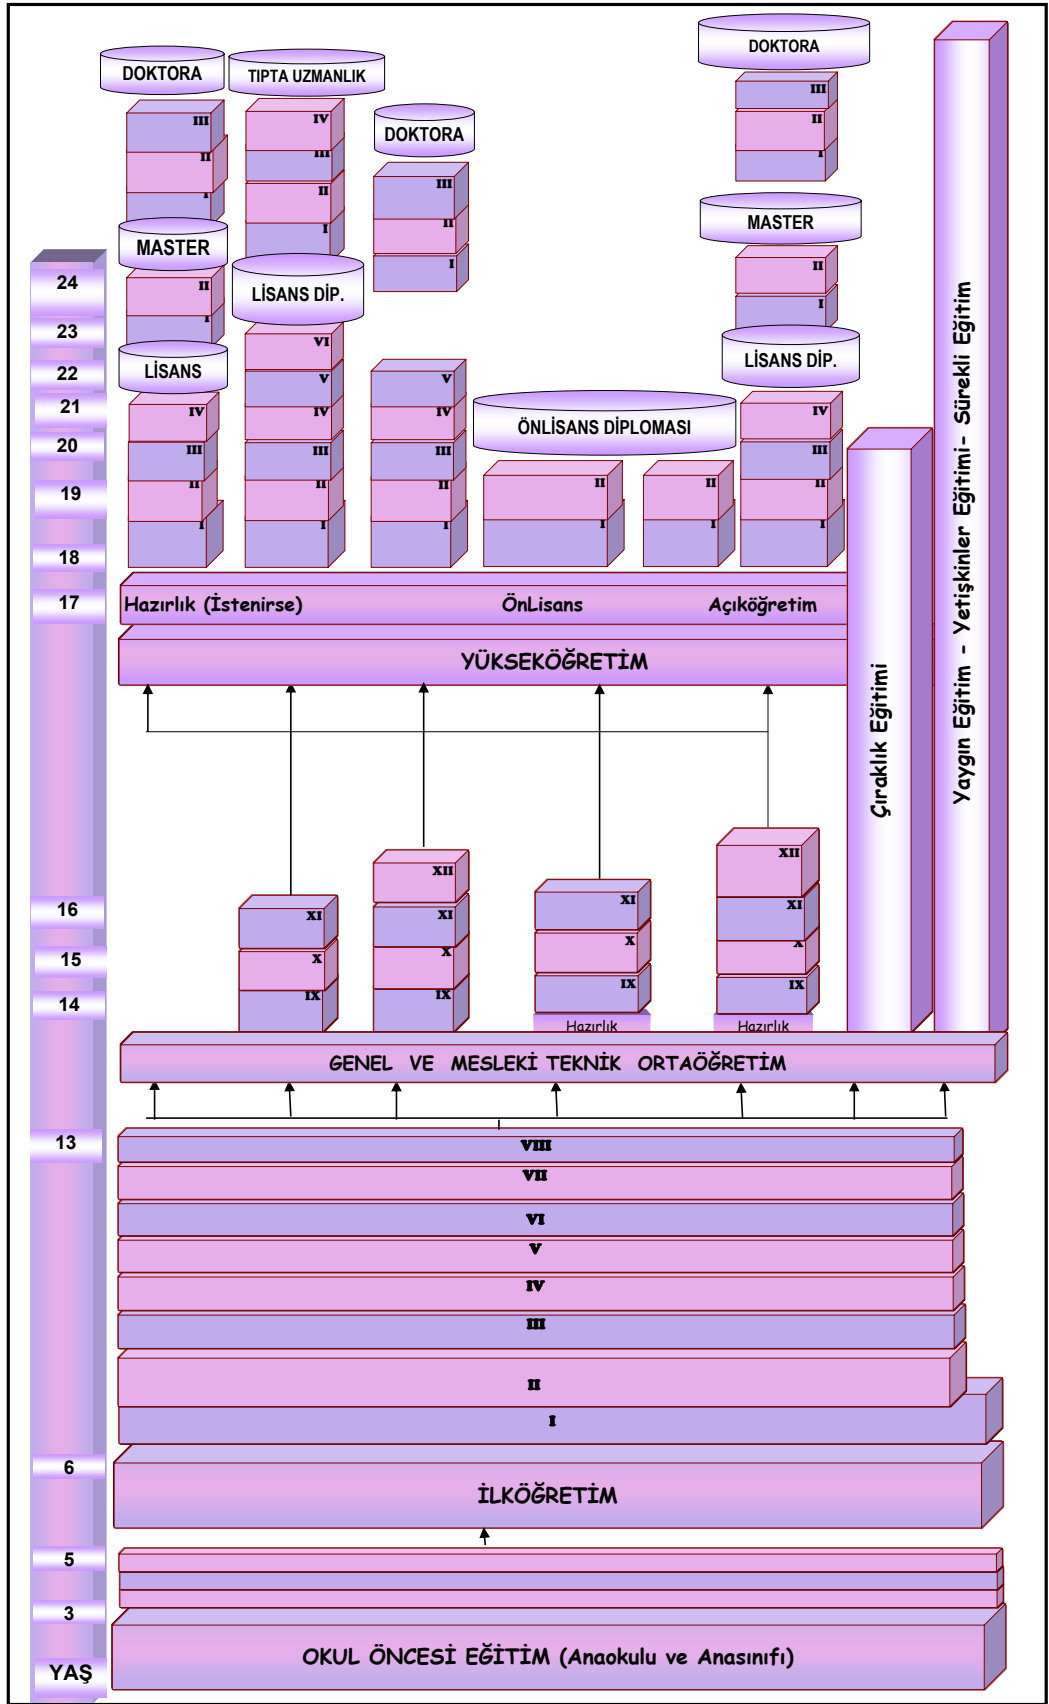 DOKTORA
DOKTORA
TIPTA UZMANLIK
III
II
I
IV
III
II
I
DOKTORA
III
II
I
III
II
I
MASTER
MASTER
II
I
II
I
LİSANS DİP.
LİSANS
LİSANS DİP.
IV
III
II
I
VI
V
IV
III
II
I
V
IV
III
II
I
ÖNLİSANS DİPLOMASI
II
I
II
I
IV
III
II
I
24
23
22
21
20
19
18
17
Hazırlık (İstenirse)
ÖnLisans
Açıköğretim
YÜKSEKÖĞRETİM
Çıraklık Eğitimi
Yaygın Eğitim - Yetişkinler Eğitimi- Sürekli Eğitim
16
15
14
XI
X
IX
XII
XI
X
IX
XI
X
IX
Hazırlık
XII
XI
X
IX
Hazırlık
GENEL VE MESLEKİ TEKNİK ORTAÖĞRETİM
13
VIII
VII
VI
V
IV
III
II
I
6
İLKÖĞRETİM
5
3
OKUL ÖNCESİ EĞİTİM (Anaokulu ve Anasınıfı)
YAŞ